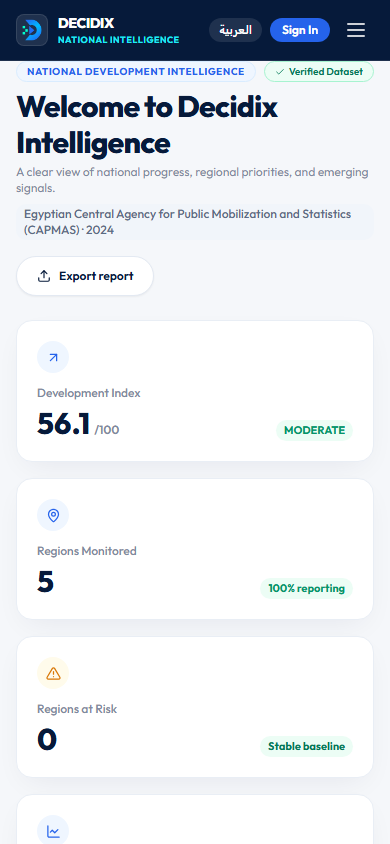 DECIDIX
NATIONAL INTELLIGENCE
العربية
Sign In
NATIONAL DEVELOPMENT INTELLIGENCE
Verified Dataset
Welcome to Decidix
Intelligence
A clear view of national progress, regional priorities, and emerging
signals.
Egyptian Central Agency for Public Mobilization and Statistics
(CAPMAS) · 2024
Export report
Development Index
56.1 /100
MODERATE
Regions Monitored
5
100% reporting
Regions at Risk
0
Stable baseline